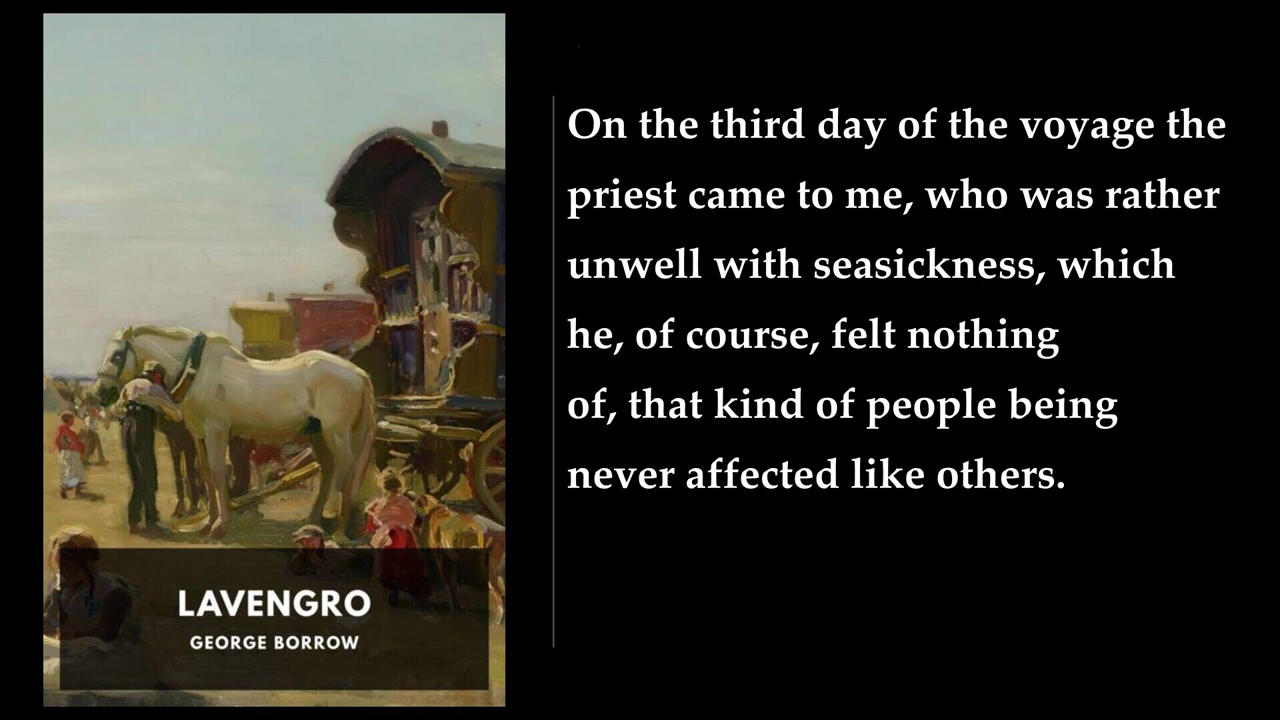 LAVENGRO
GEORGE BORROW
On the third day of the voyage the
priest came to me, who was rather
unwell with seasickness, which
he, of course, felt nothing
of, that kind of people being
never affected like others.